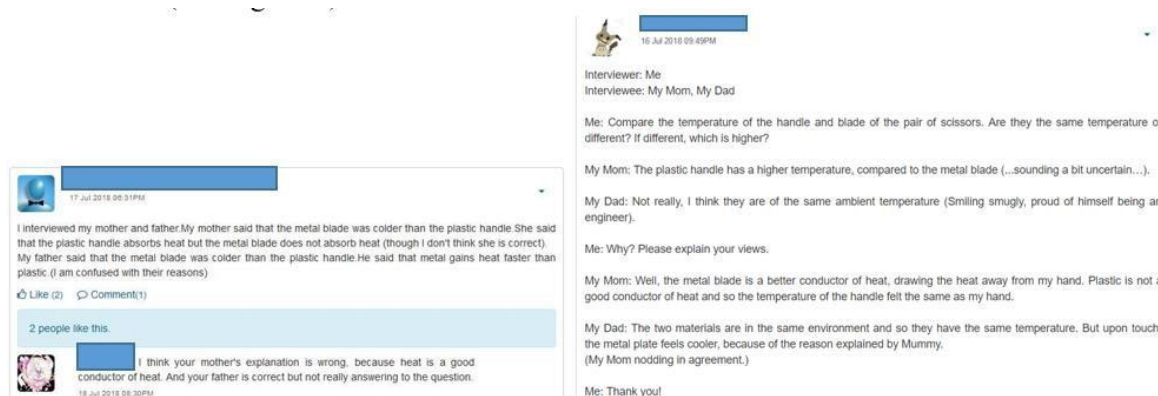 17 Jul 2018 06:31PM
I interviewed my mother and father.My mother said that the metal blade was colder than the plastic handle.She said
that the plastic handle absorbs heat but the metal blade does not absorb heat (though I don't think she is correct).
My father said that the metal blade was colder than the plastic handle.He said that metal gains heat faster than
plastic.(I am confused with their reasons)
Like (2) Comment(1)
2 people like this.
I think your mother's explanation is wrong, because heat is a good
conductor of heat. And your father is correct but not really answering to the question.
18 Jul 2018 08:30PM
16 Jul 2018 09:49PM
Interviewer: Me
Interviewee: My Mom, My Dad
Me: Compare the temperature of the handle and blade of the pair of scissors. Are they the same temperature o
different? If different, which is higher?
My Mom: The plastic handle has a higher temperature, compared to the metal blade (...sounding a bit uncertain...).
My Dad: Not really, I think they are of the same ambient temperature (Smiling smugly, proud of himself being an
engineer).
Me: Why? Please explain your views.
My Mom: Well, the metal blade is a better conductor of heat, drawing the heat away from my hand. Plastic is not a
good conductor of heat and so the temperature of the handle felt the same as my hand.
My Dad: The two materials are in the same environment and so they have the same temperature. But upon touch
the metal plate feels cooler, because of the reason explained by Mummy.
(My Mom nodding in agreement.)
Me: Thank you!